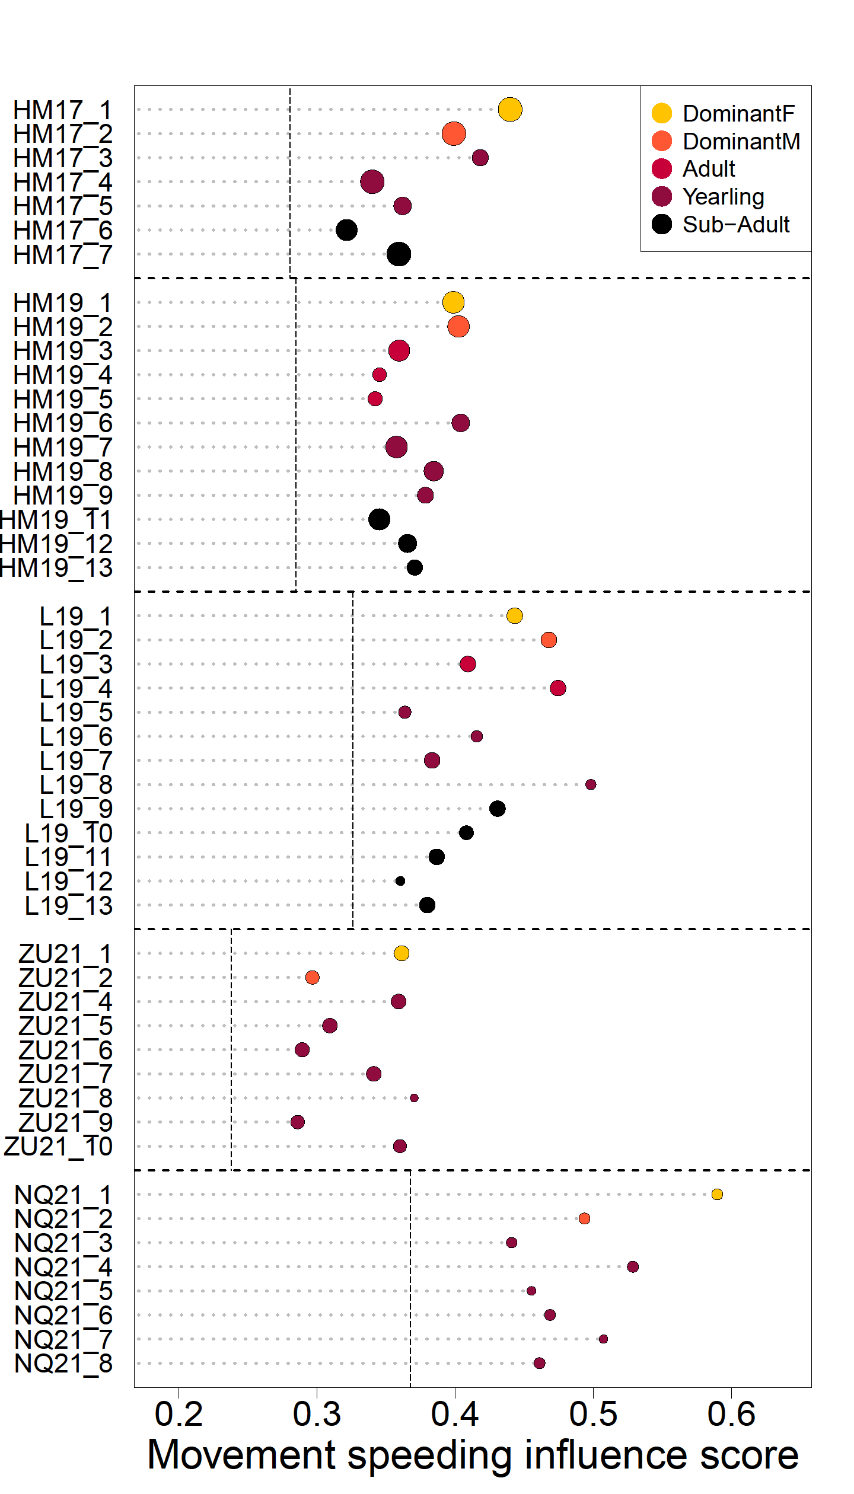 HM17_1
HM17_2
HM17_3
HM17_4
HM17_5
HM17_6
HM17_7
HM19_1
HM19_2
HM19_3
HM19_4
HM19_5
HM19_6
HM19_7
HM19_8
HM19_9
HM19_11
HM19_12
HM19_13
L19_1
L19_2
L19_3
L19_4
L19_5
L19_6
L19_7
L19_8
L19_9
L19_10
L19_11
L19_12
L19_13
ZU21_1
ZU21_2
ZU21_4
ZU21_5
ZU21_6
ZU21_7
ZU21_8
ZU21_9
ZU21_10
NQ21_1
NQ21_2
NQ21_3
NQ21_4
NQ21_5
NQ21_6
NQ21_7
NQ21_8
DominantF
DominantM
Adult
Yearling
Sub−Adult
0.2 0.3 0.4 0.5 0.6
Movement speeding influence score